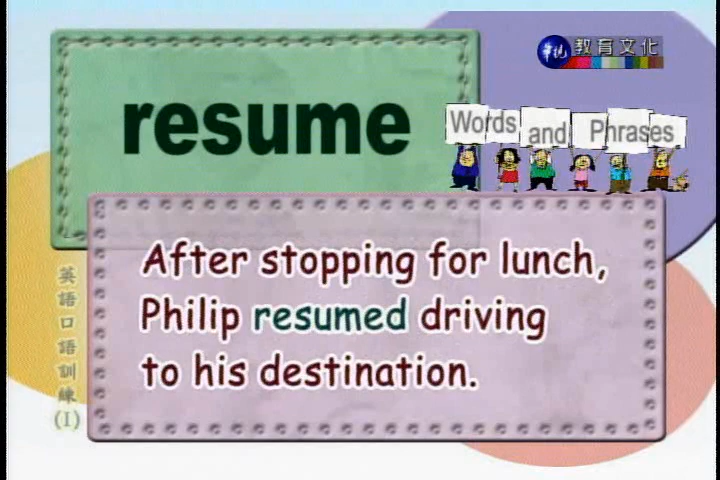 華視 教育文化
resume
Words and Phrases
After stopping for lunch,
Philip resumed driving
to his destination.
英語口語訓練(I)